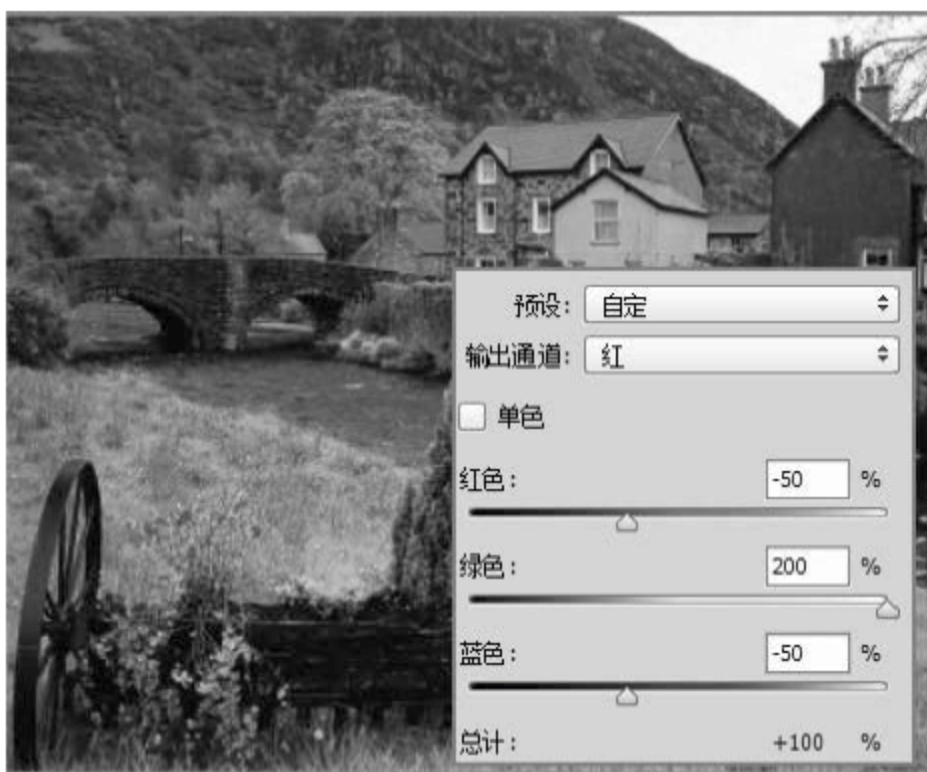 预设： 自定
输出通道： 红
单色
红色： -50 %
绿色： 200 %
蓝色： -50 %
总计： +100 %